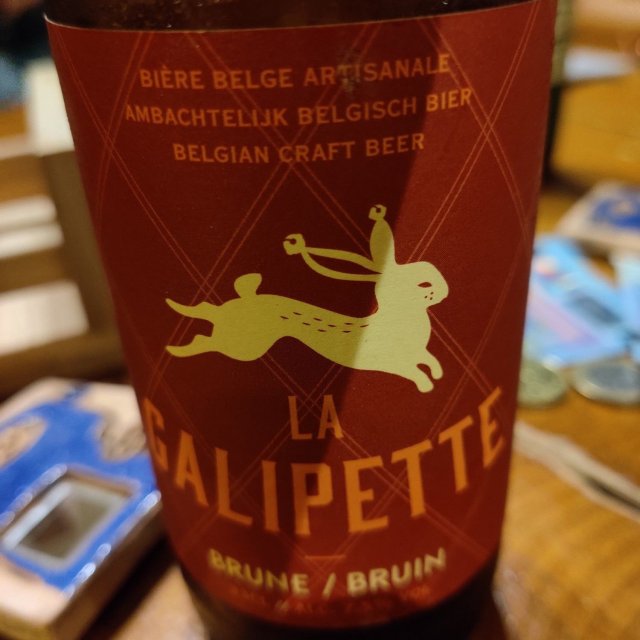 BIÈRE BELGE ARTISANALE
AMBACHTELIJK BELGISCH BIER
BELGIAN CRAFT BEER
LA
GALIPETTE
BRUNE / BRUIN